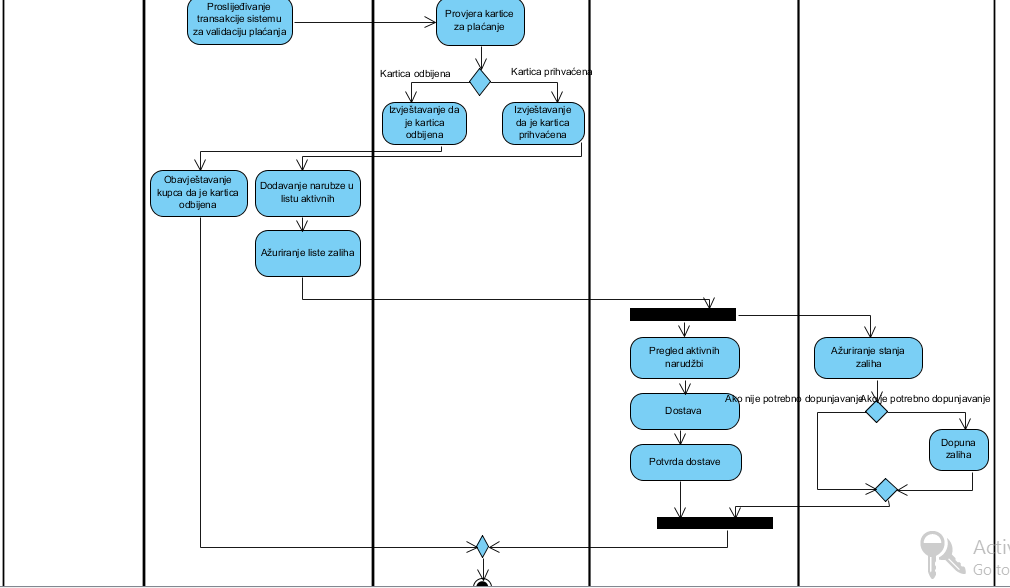 Proslijeđivanje
transakcije sistemu
za validaciju plaćanja
Provjera kartice
za plaćanje
Kartica odbijena
Kartica prihvaćena
Izvještavanje da
je kartica
odbijena
Izvještavanje
da je kartica
prihvaćena
Obavještavanje
kupca da je kartica
odbijena
Dodavanje narubze u
listu aktivnih
Ažuriranje liste zaliha
Pregled aktivnih
narudžbi
Ažuriranje stanja
zaliha
Dostava
Ako nije potrebno dopunjavanje
Ako je potrebno dopunjavanje
Dopuna
zaliha
Potvrda dostave
Activ
Go to